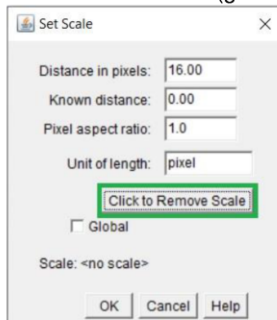 Set Scale
Distance in pixels: 16.00
Known distance: 0.00
Pixel aspect ratio: 1.0
Unit of length: pixel
Click to Remove Scale
Global
Scale: <no scale>
OK Cancel Help